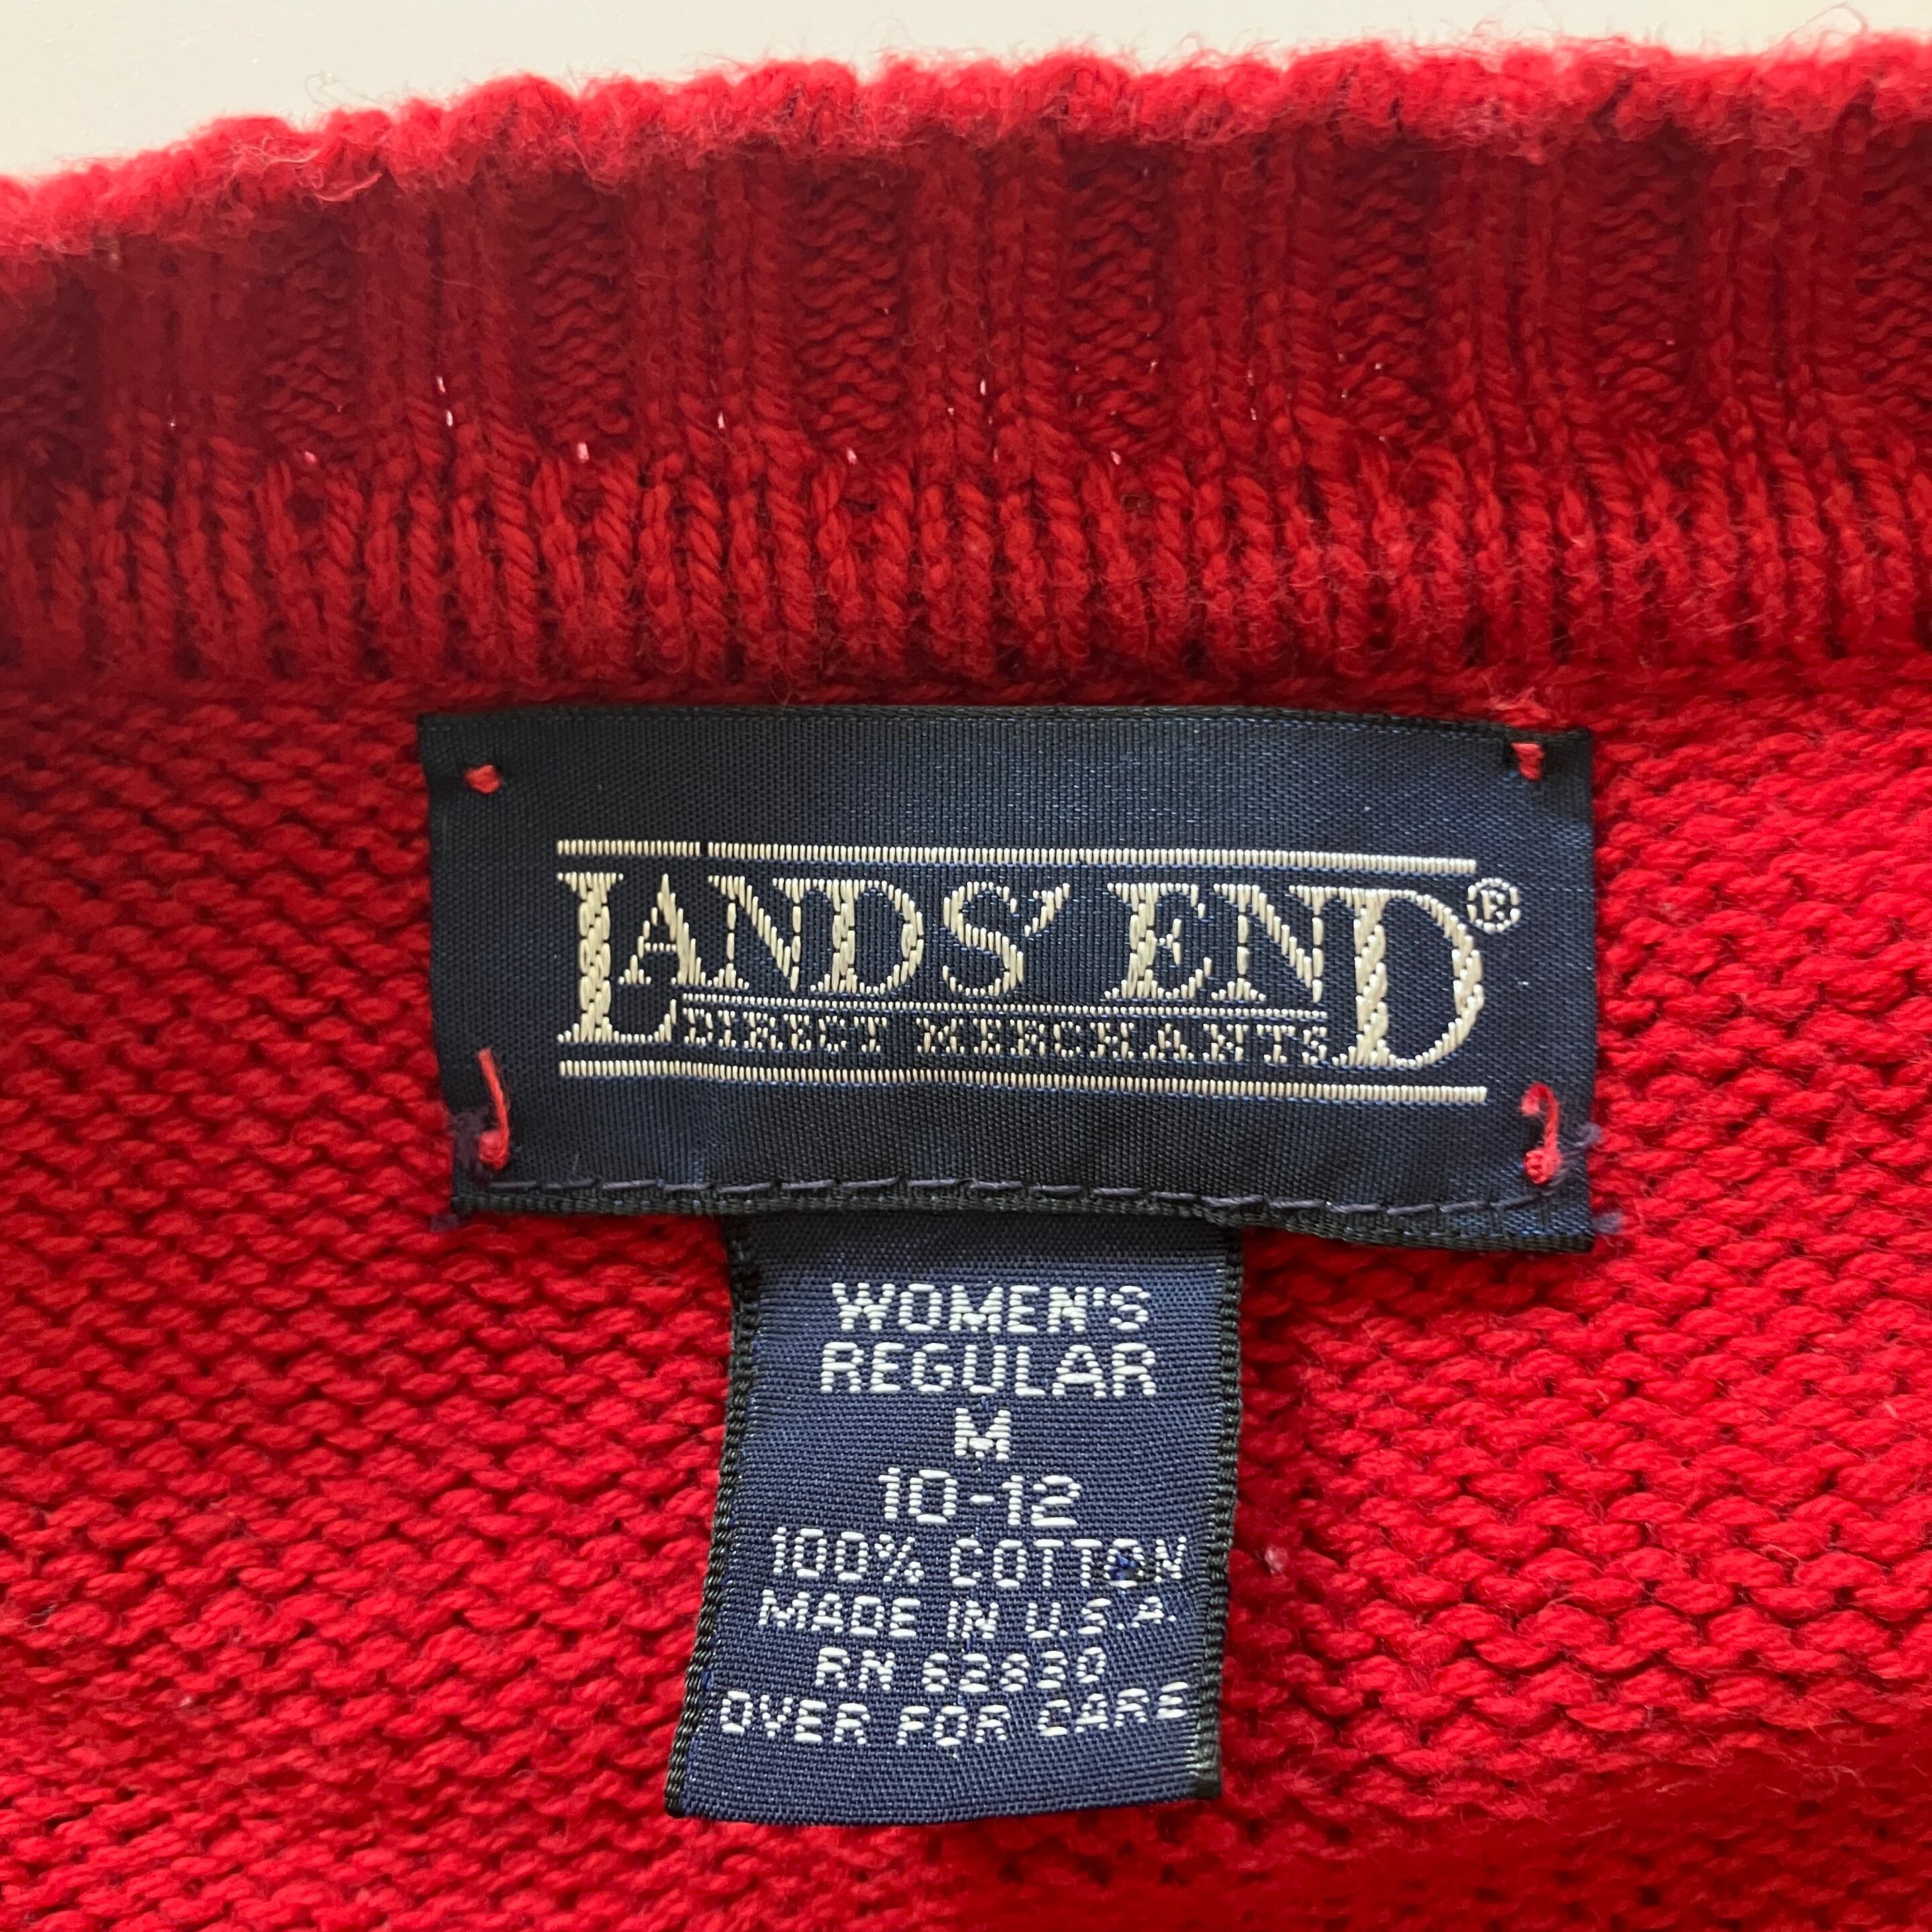 LANDS' END®
DIRECT MERCHANTS
WOMEN'S
REGULAR
M
10-12
100% COTTON
MADE IN U.S.A.
RN 62830
OVER FOR CARE